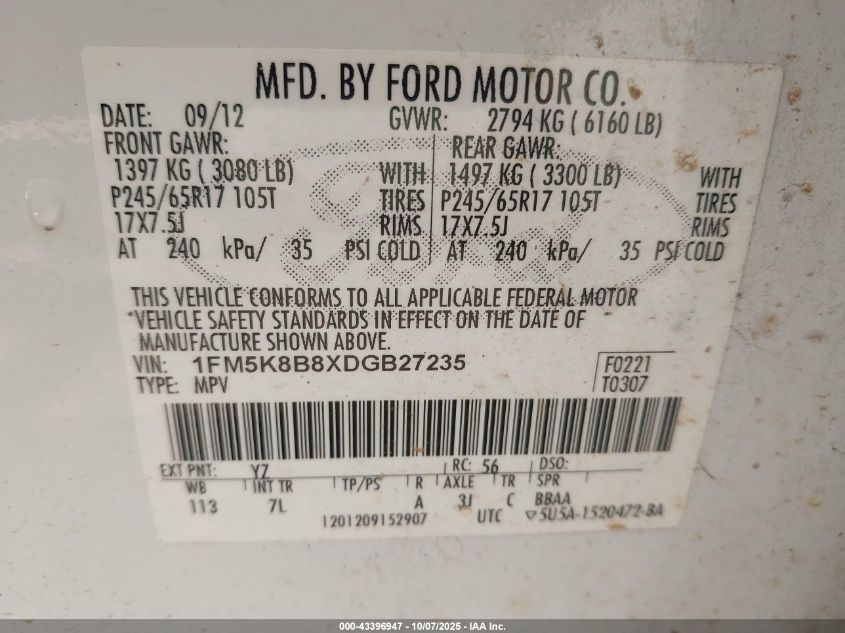 MFD. BY FORD MOTOR CO.
DATE: 09/12 GVWR: 2794 KG ( 6160 LB)
FRONT GAWR: REAR GAWR:
1397 KG ( 3080 LB) WITH 1497 KG ( 3300 LB) WITH
P245/65R17 105T TIRES P245/65R17 105T TIRES
17X7.5J RIMS 17X7.5J RIMS
AT 240 kPa/ 35 PSI COLD AT 240 kPa/ 35 PSI COLD
THIS VEHICLE CONFORMS TO ALL APPLICABLE FEDERAL MOTOR
VEHICLE SAFETY STANDARDS IN EFFECT ON THE DATE OF
MANUFACTURE SHOWN ABOVE.
VIN: 1FM5K8B8XDGB27235 F0221
TYPE: MPV T0307
EXT PNT: YZ RC: 56 DSO:
WB INT TR TP/PS R AXLE TR SPR
113 7L A 3J C BBAA
1201209152907 UTC ▽5U5A-1520472-BA
000-43396947 - 10/07/2025 - IAA Inc.